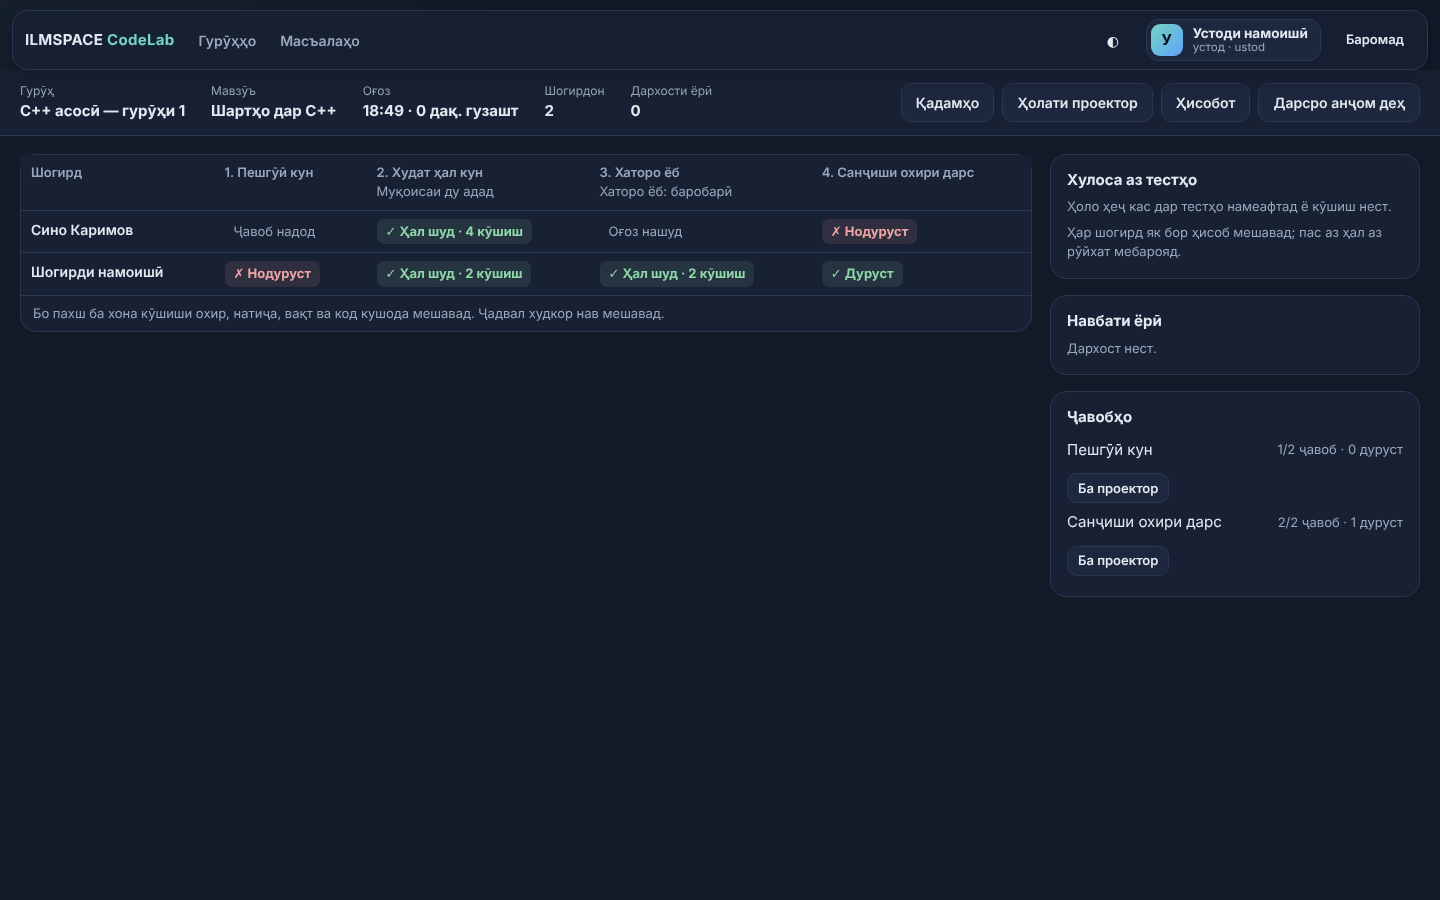 ILMSPACE CodeLab
Гурӯҳҳо
Масъалаҳо
◐
У
Устоди намоишӣ
устод · ustod
Баромад
Гурӯҳ
C++ асосӣ — гурӯҳи 1
Мавзӯъ
Шартҳо дар C++
Оғоз
18:49 · 0 дақ. гузашт
Шогирдон
2
Дархости ёрӣ
0
Қадамҳо
Ҳолати проектор
Ҳисобот
Дарсро анҷом деҳ
Шогирд
1. Пешгӯӣ кун
2. Худат ҳал кун
Муқоисаи ду адад
3. Хаторо ёб
Хаторо ёб: баробарӣ
4. Санҷиши охири дарс
Сино Каримов
Ҷавоб надод
✓ Ҳал шуд · 4 кӯшиш
Оғоз нашуд
✗ Нодуруст
Шогирди намоишӣ
✗ Нодуруст
✓ Ҳал шуд · 2 кӯшиш
✓ Ҳал шуд · 2 кӯшиш
✓ Дуруст
Бо пахш ба хона кӯшиши охир, натиҷа, вақт ва код кушода мешавад. Ҷадвал худкор нав мешавад.
Хулоса аз тестҳо
Ҳоло ҳеҷ кас дар тестҳо намеафтад ё кӯшиш нест.
Ҳар шогирд як бор ҳисоб мешавад; пас аз ҳал аз
рӯйхат мебарояд.
Навбати ёрӣ
Дархост нест.
Ҷавобҳо
Пешгӯӣ кун
1/2 ҷавоб · 0 дуруст
Ба проектор
Санҷиши охири дарс
2/2 ҷавоб · 1 дуруст
Ба проектор